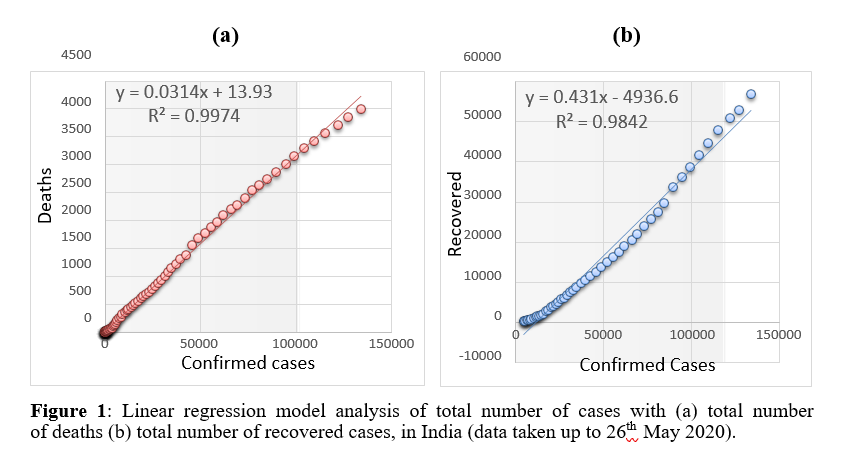 (a)
4500
4000
3500
3000
2500
2000
1500
1000
500
0
Deaths
y = 0.0314x + 13.93
R² = 0.9974
0
50000
100000
150000
Confirmed cases
(b)
60000
50000
40000
30000
20000
10000
0
-10000
Recovered
y = 0.431x - 4936.6
R² = 0.9842
0
50000
100000
150000
Confirmed Cases
Figure 1: Linear regression model analysis of total number of cases with (a) total number
of deaths (b) total number of recovered cases, in India (data taken up to 26th May 2020).